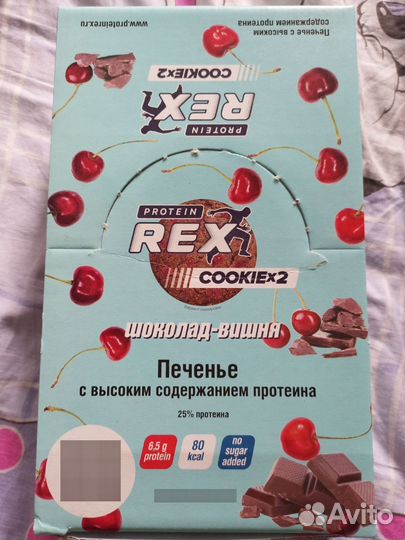 www.proteinrex.ru
Печенье с высоким
содержанием протеина
COOKIEx2
REX
PROTEIN
PROTEIN
REX
COOKIEx2
ШОКОЛАД-ВИШНЯ
Печенье
с высоким содержанием протеина
25% протеина
6,5 g
protein
80
kcal
no
sugar
added
Avito